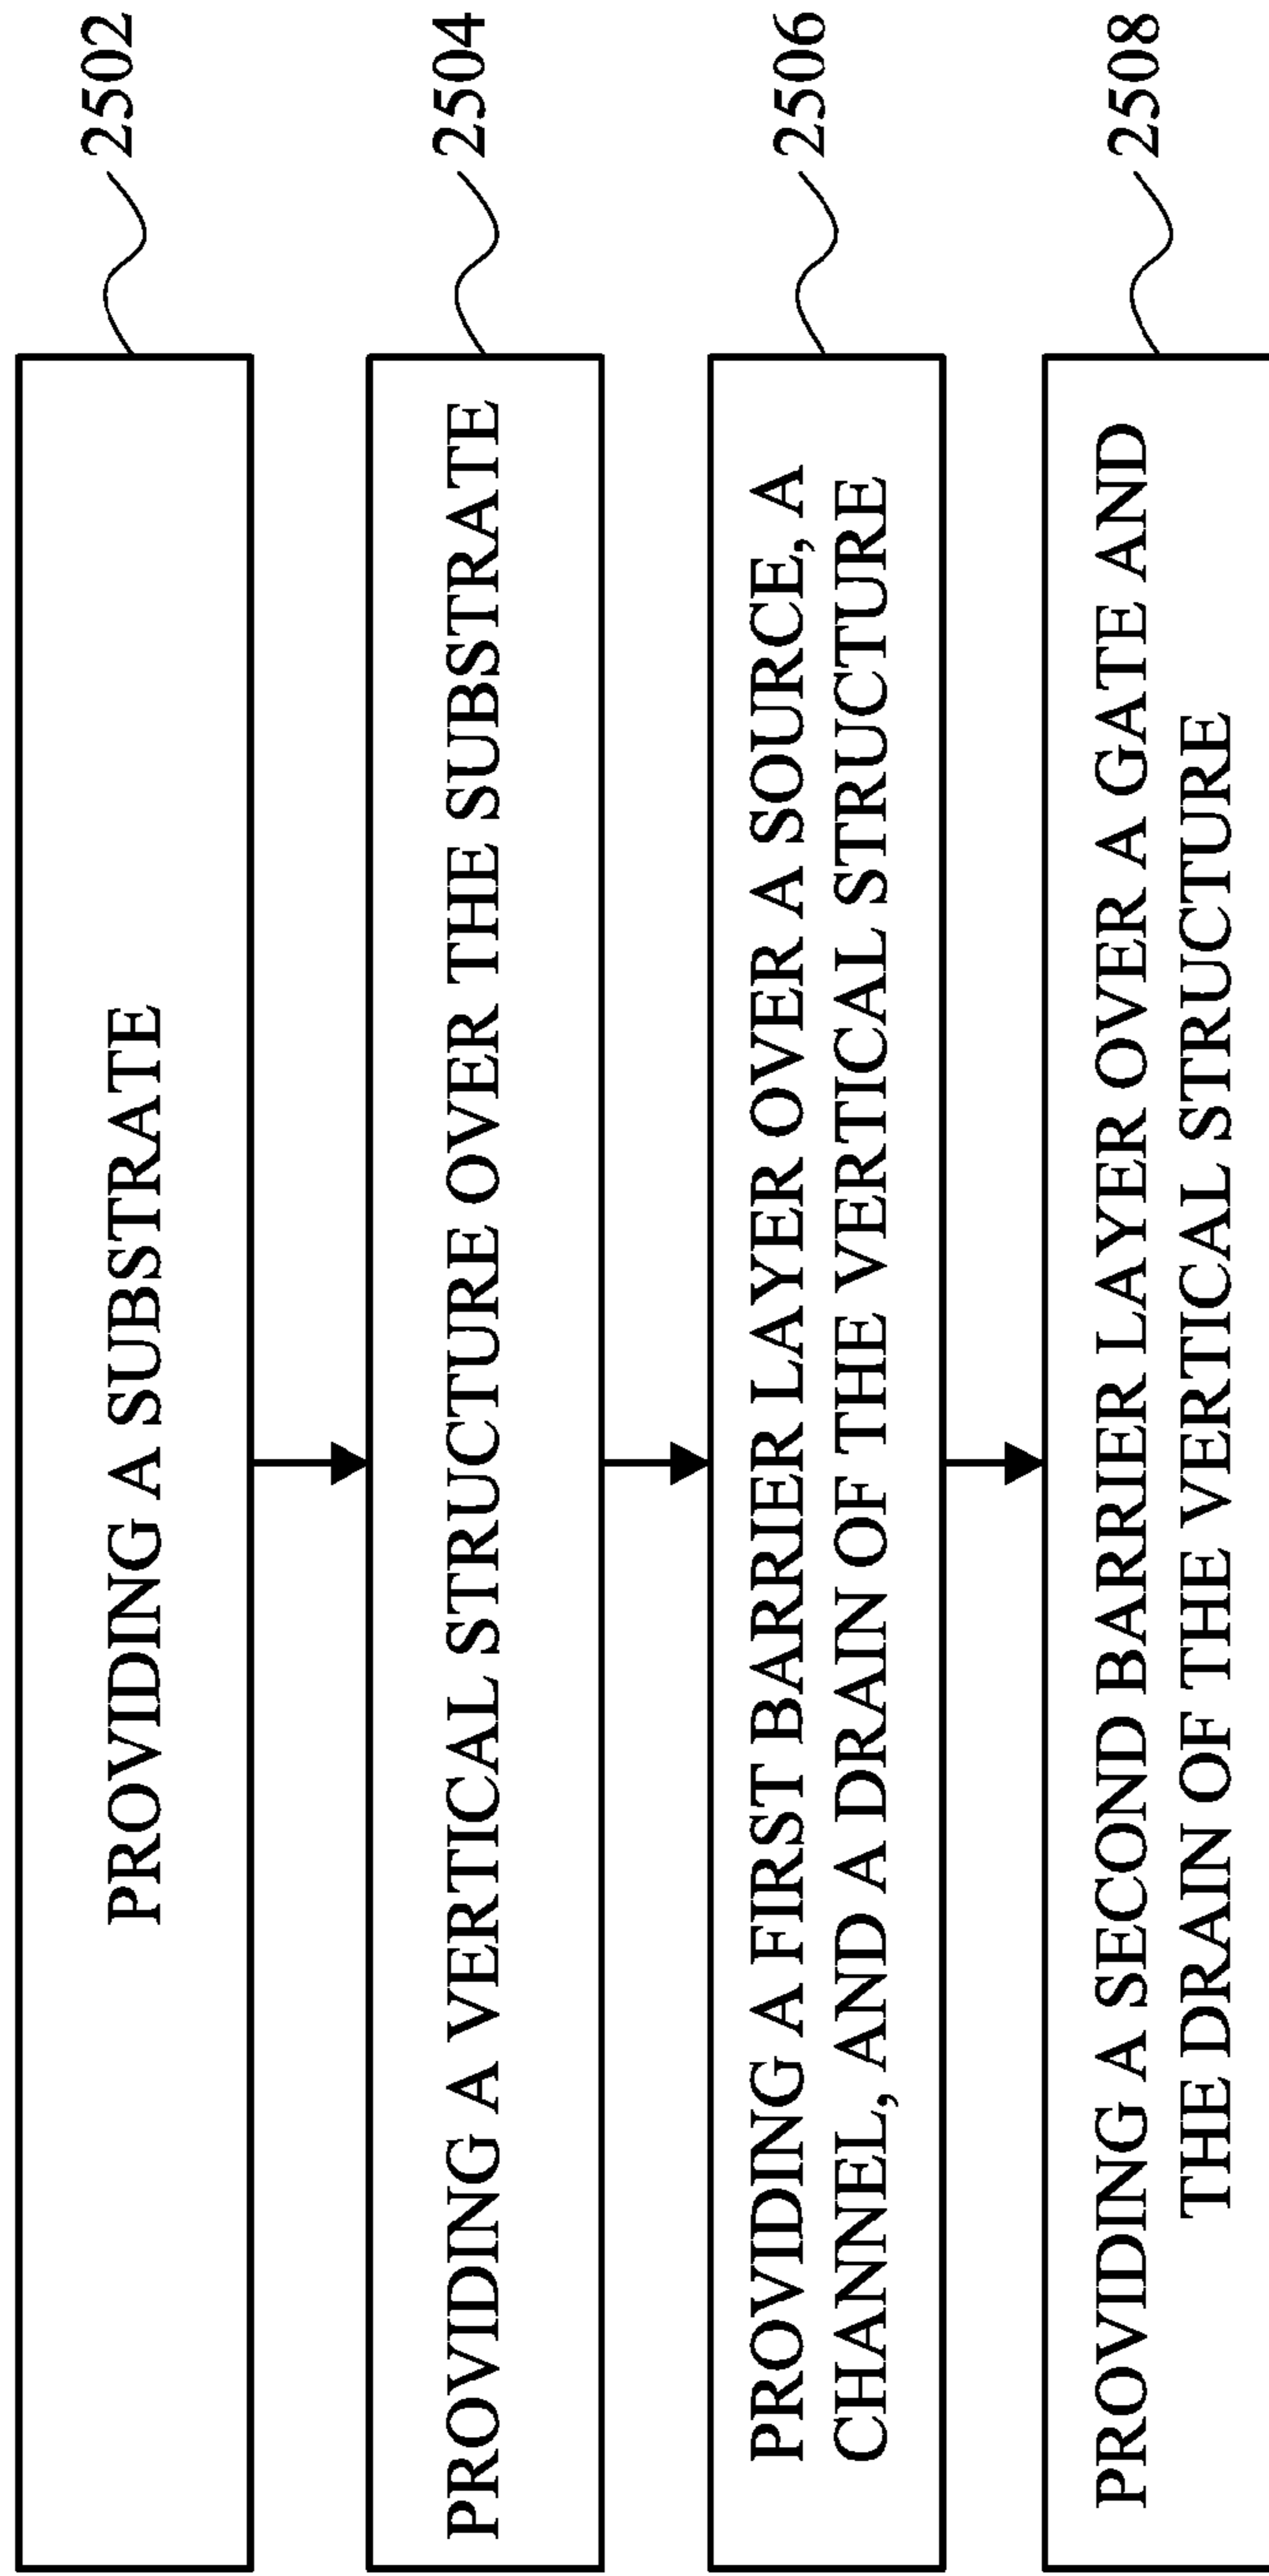 PROVIDING A SUBSTRATE
2502
PROVIDING A VERTICAL STRUCTURE OVER THE SUBSTRATE
2504
PROVIDING A FIRST BARRIER LAYER OVER A SOURCE, A
CHANNEL, AND A DRAIN OF THE VERTICAL STRUCTURE
2506
PROVIDING A SECOND BARRIER LAYER OVER A GATE AND
THE DRAIN OF THE VERTICAL STRUCTURE
2508